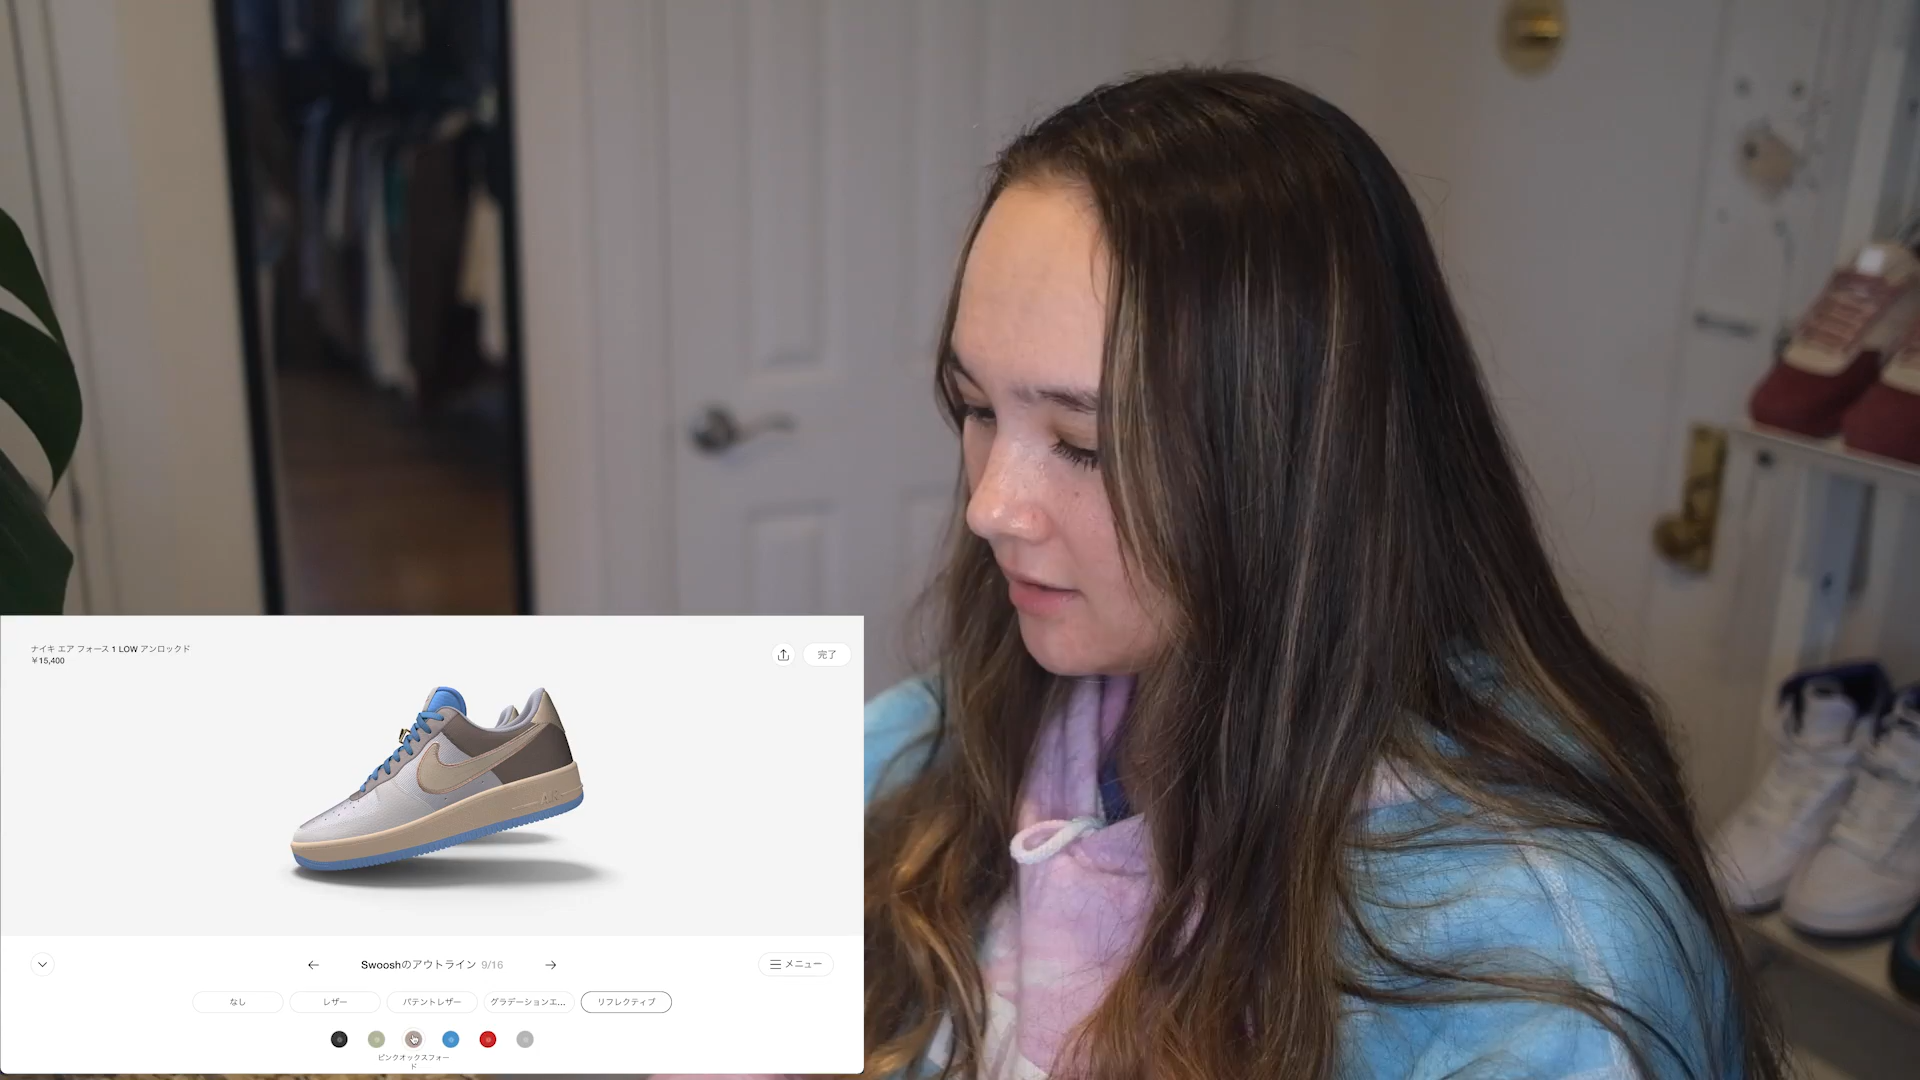 ナイキ エア フォース 1 LOW アンロックド
￥15,400
完了
Swooshのアウトライン 9/16
メニュー
なし
レザー
パテントレザー
グラデーションエ...
リフレクティブ
ピンクオックスフォー
ド